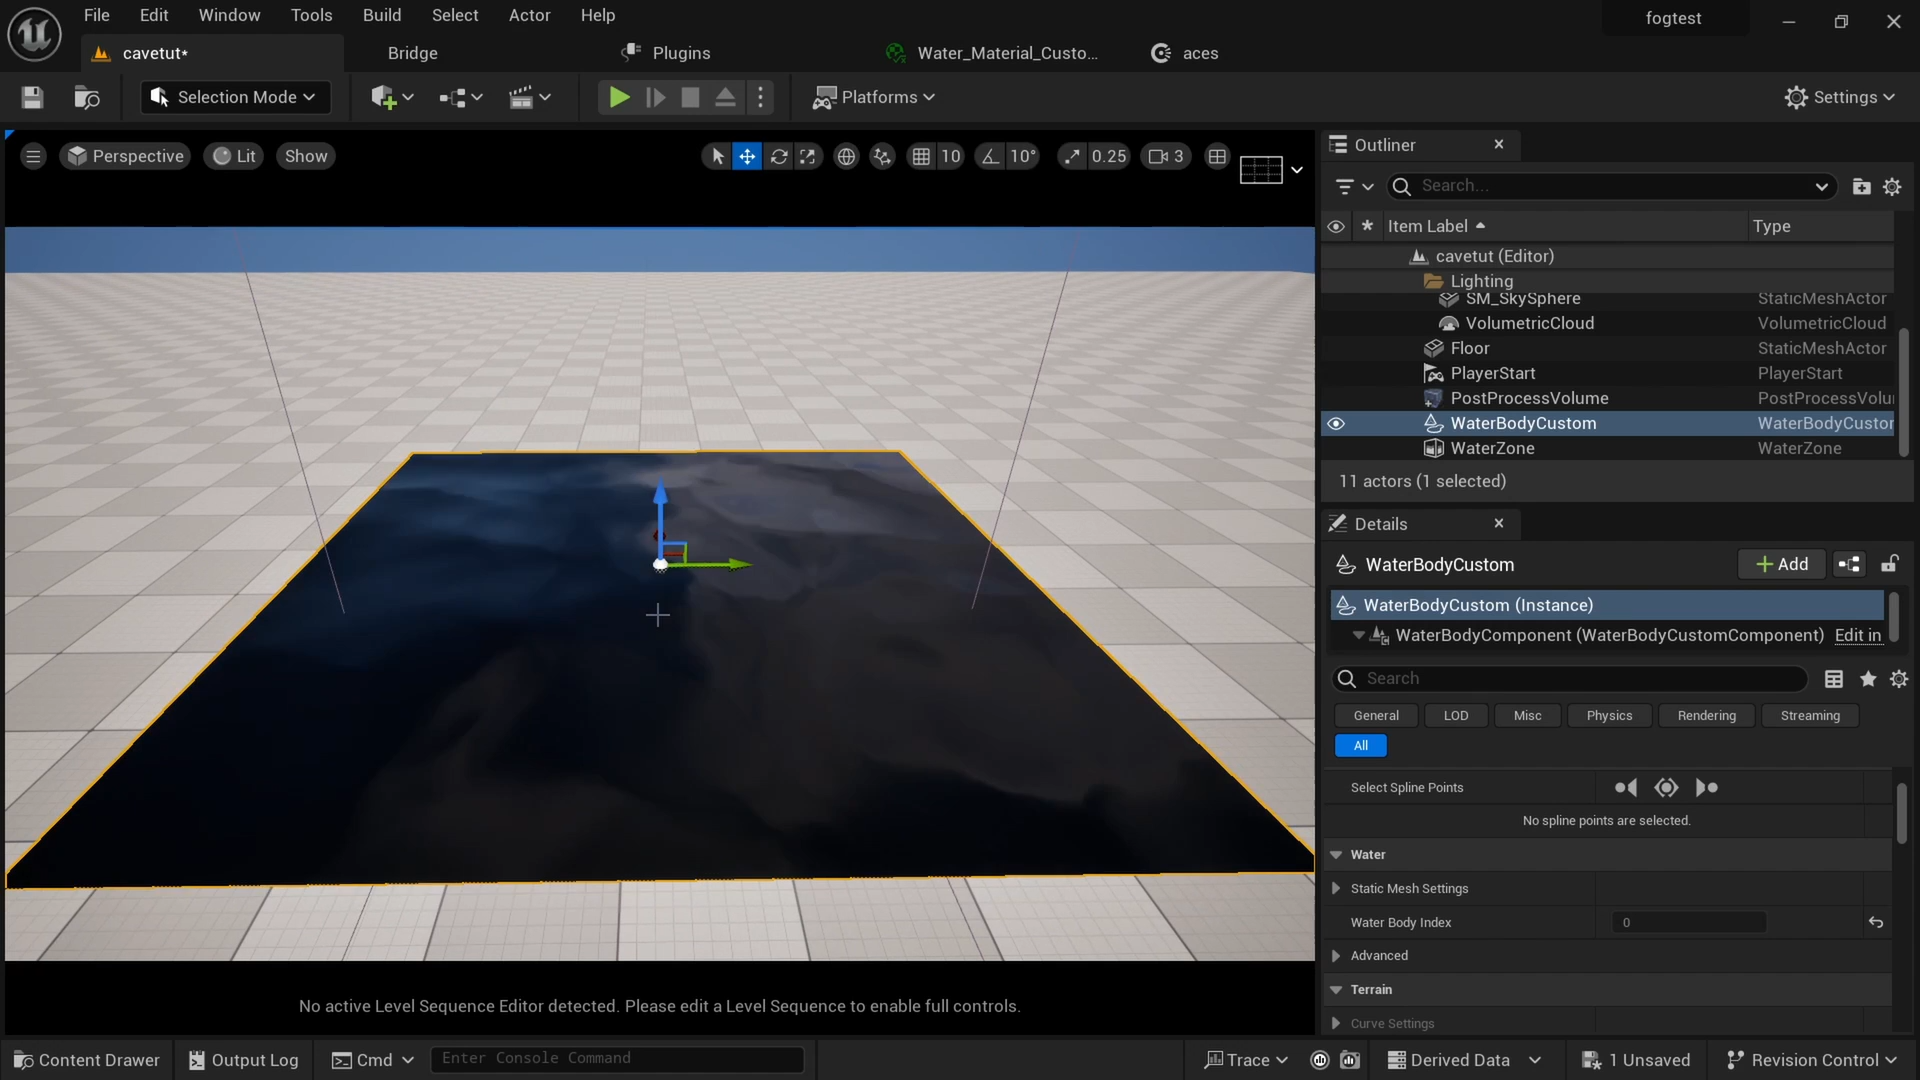 File Edit Window Tools Build Select Actor Help
fogtest
cavetut* Bridge Plugins Water_Material_Custo... aces
Selection Mode Platforms Settings
Perspective Lit Show 10 10° 0.25 3
Outliner
Search...
Item Label Type
cavetut (Editor)
Lighting
SM_SkySphere StaticMeshActor
VolumetricCloud VolumetricCloud
Floor StaticMeshActor
PlayerStart PlayerStart
PostProcessVolume PostProcessVolu
WaterBodyCustom WaterBodyCustor
WaterZone WaterZone
11 actors (1 selected)
Details
WaterBodyCustom Add
WaterBodyCustom (Instance)
WaterBodyComponent (WaterBodyCustomComponent) Edit in
Search
General LOD Misc Physics Rendering Streaming
All
Select Spline Points
No spline points are selected.
Water
Static Mesh Settings
Water Body Index 0
Advanced
Terrain
Curve Settings
No active Level Sequence Editor detected. Please edit a Level Sequence to enable full controls.
Content Drawer Output Log Cmd Enter Console Command Trace Derived Data 1 Unsaved Revision Control